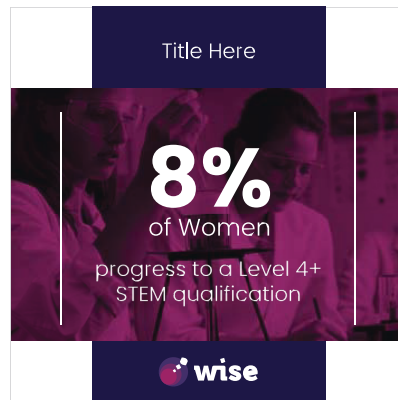 Title Here
8%
of Women
progress to a Level 4+
STEM qualification
wise